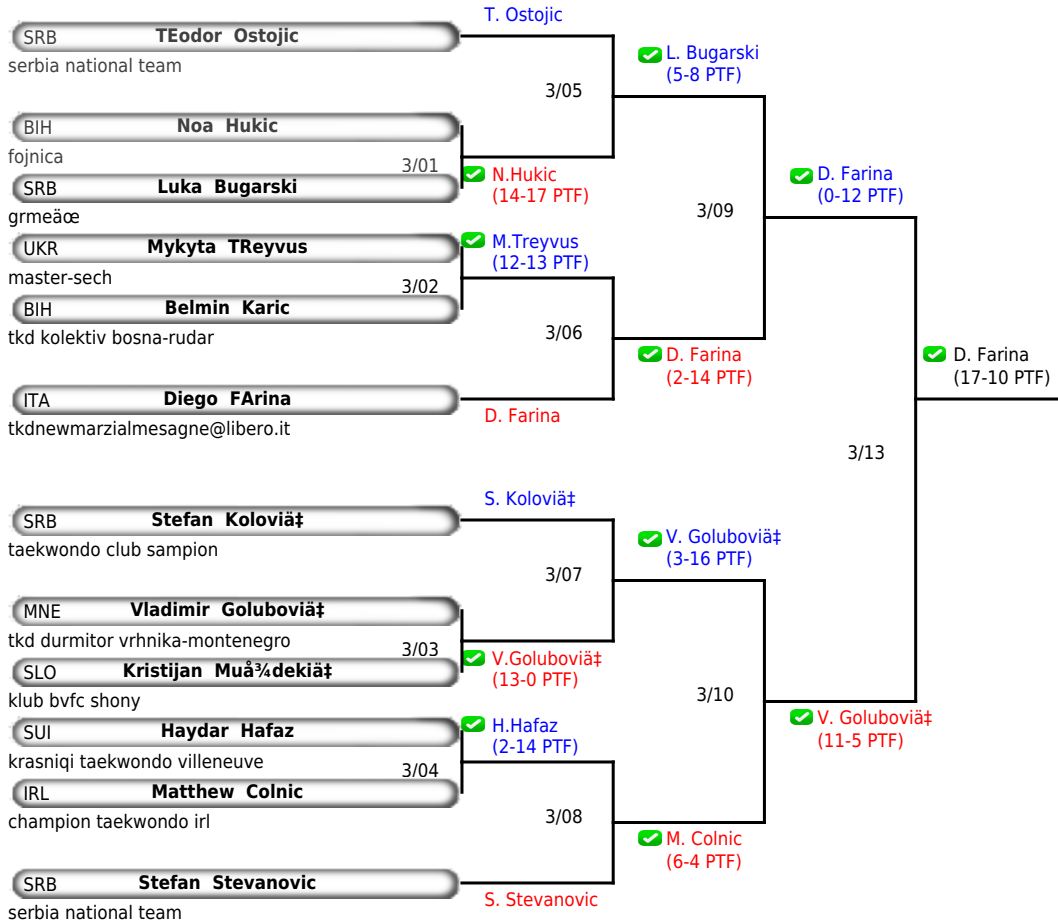 T. Ostojic
SRB TEodor Ostojic
serbia national team
L. Bugarski
(5-8 PTF)
3/05
BIH Noa Hukic
fojnica
3/01
N.Hukic
(14-17 PTF)
SRB Luka Bugarski
grmeäœ
D. Farina
(0-12 PTF)
3/09
UKR Mykyta TReyvus
master-sech
M.Treyvus
(12-13 PTF)
3/02
BIH Belmin Karic
tkd kolektiv bosna-rudar
3/06
D. Farina
(2-14 PTF)
D. Farina
(17-10 PTF)
ITA Diego FArina
tkdnewmarzialmesagne@libero.it
D. Farina
3/13
S. Koloviä‡
SRB Stefan Koloviä‡
taekwondo club sampion
V. Goluboviä‡
(3-16 PTF)
3/07
MNE Vladimir Goluboviä‡
tkd durmitor vrhnika-montenegro
3/03
V.Goluboviä‡
(13-0 PTF)
SLO Kristijan Muå¾dekiä‡
klub bvfc shony
3/10
V. Goluboviä‡
(11-5 PTF)
SUI Haydar Hafaz
krasniqi taekwondo villeneuve
H.Hafaz
(2-14 PTF)
3/04
IRL Matthew Colnic
champion taekwondo irl
3/08
M. Colnic
(6-4 PTF)
SRB Stefan Stevanovic
serbia national team
S. Stevanovic